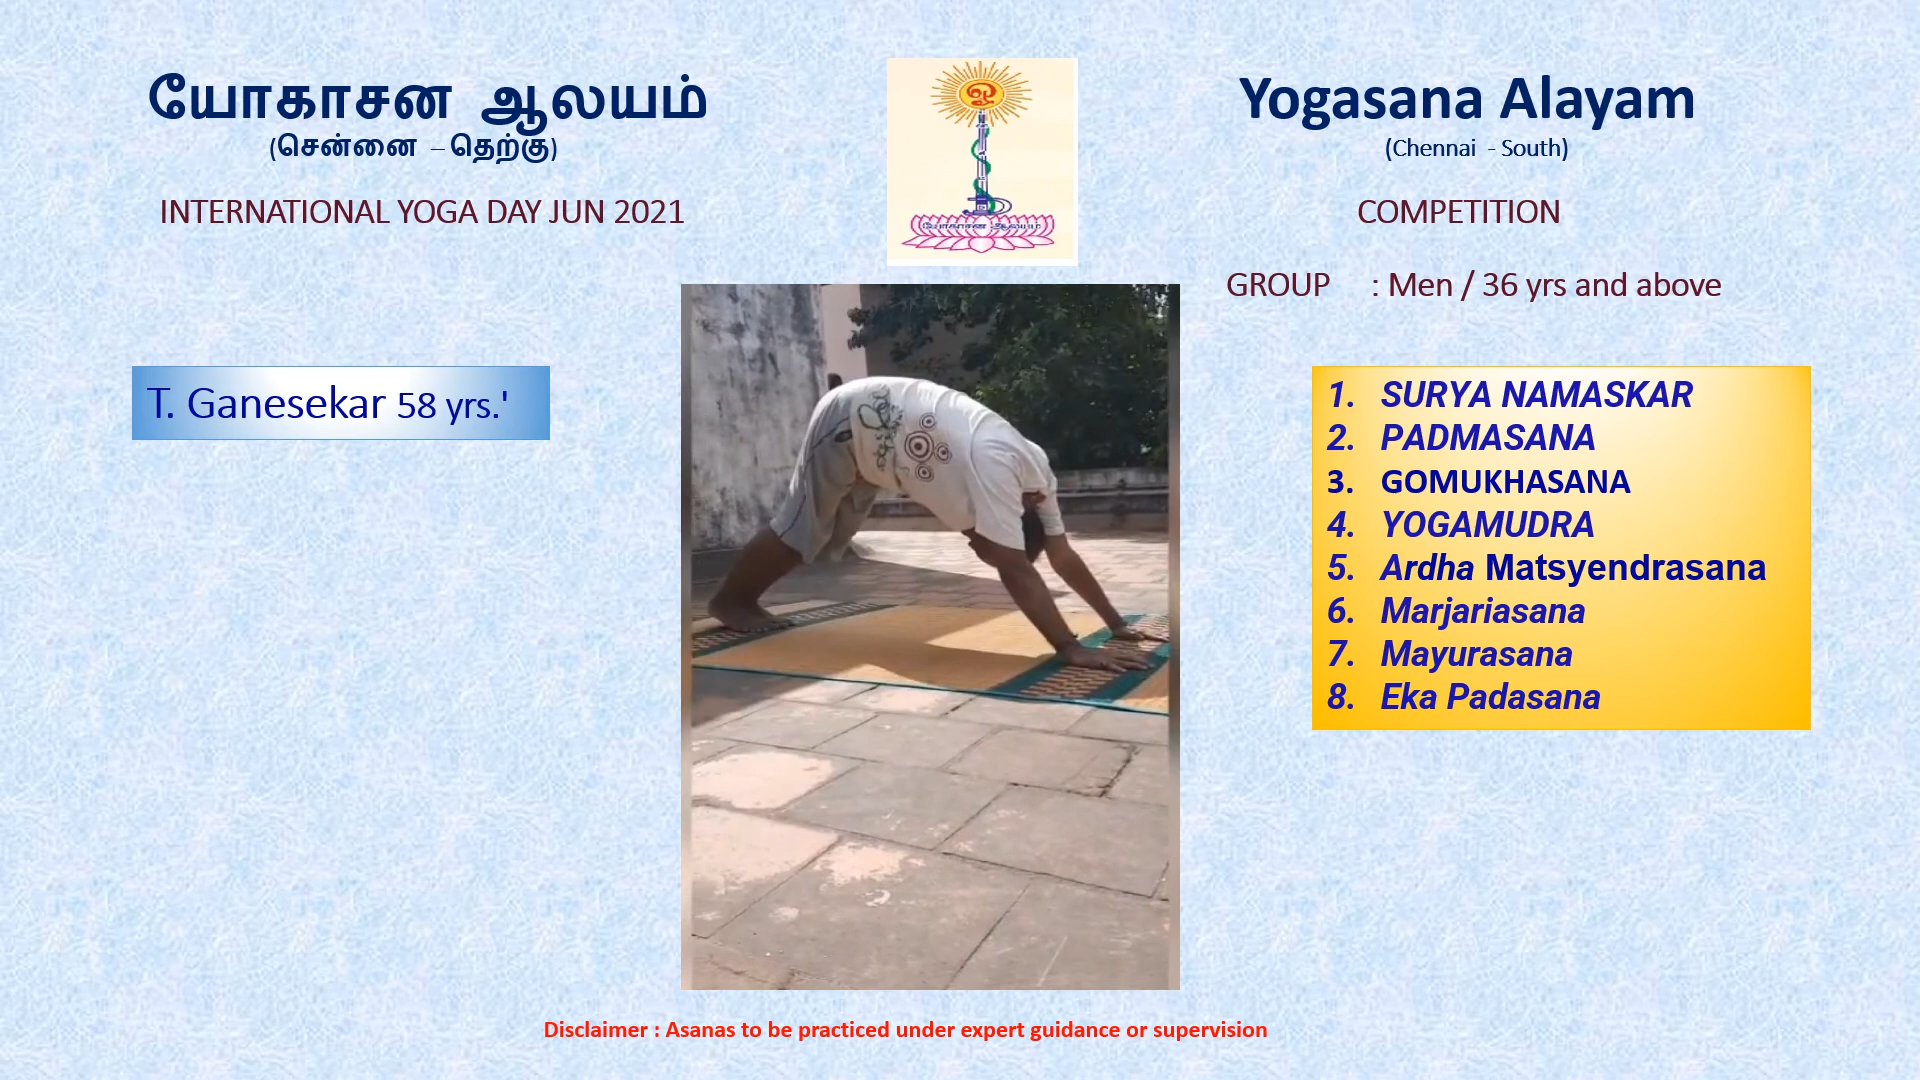 யோகாசன ஆலயம்
(சென்னை – தெற்கு)
INTERNATIONAL YOGA DAY JUN 2021
ஓ
யோகாசன ஆலயம்
Yogasana Alayam
(Chennai - South)
COMPETITION
GROUP : Men / 36 yrs and above
T. Ganesekar 58 yrs.'
1. SURYA NAMASKAR
2. PADMASANA
3. GOMUKHASANA
4. YOGAMUDRA
5. Ardha Matsyendrasana
6. Marjariasana
7. Mayurasana
8. Eka Padasana
Disclaimer : Asanas to be practiced under expert guidance or supervision